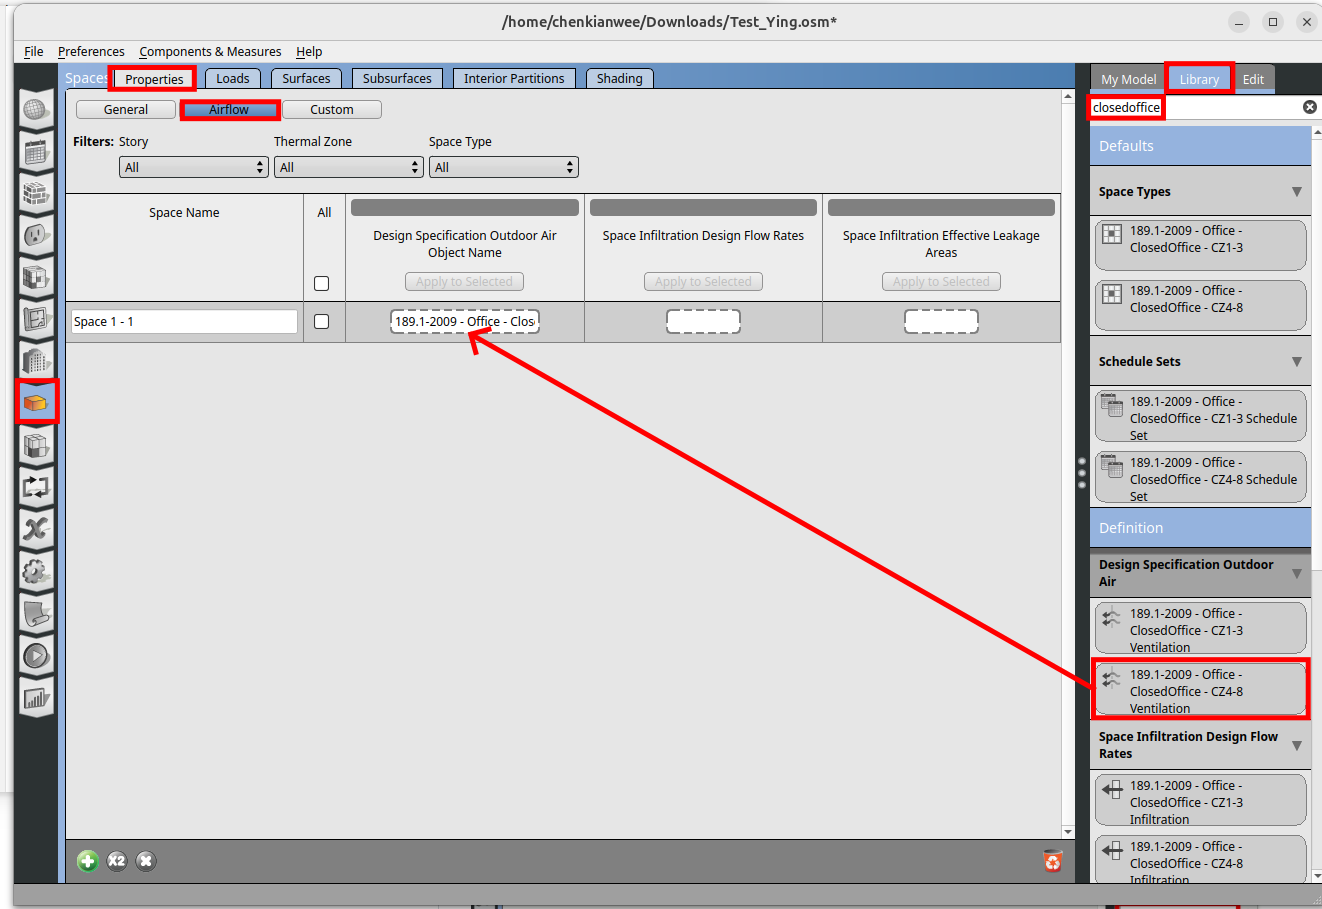 /home/chenkianwee/Downloads/Test_Ying.osm*
File Preferences Components & Measures Help
Spaces Properties Loads Surfaces Subsurfaces Interior Partitions Shading
My Model Library Edit
General Airflow Custom
closedoffice
Filters: Story Thermal Zone Space Type
All All All
Space Name
All
Design Specification Outdoor Air
Object Name
Apply to Selected
Space Infiltration Design Flow Rates
Apply to Selected
Space Infiltration Effective Leakage
Areas
Apply to Selected
Space 1 - 1
189.1-2009 - Office - Clos
Defaults
Space Types
189.1-2009 - Office -
ClosedOffice - CZ1-3
189.1-2009 - Office -
ClosedOffice - CZ4-8
Schedule Sets
189.1-2009 - Office -
ClosedOffice - CZ1-3 Schedule
Set
189.1-2009 - Office -
ClosedOffice - CZ4-8 Schedule
Set
Definition
Design Specification Outdoor
Air
189.1-2009 - Office -
ClosedOffice - CZ1-3
Ventilation
189.1-2009 - Office -
ClosedOffice - CZ4-8
Ventilation
Space Infiltration Design Flow
Rates
189.1-2009 - Office -
ClosedOffice - CZ1-3
Infiltration
189.1-2009 - Office -
ClosedOffice - CZ4-8
Infiltration
X2